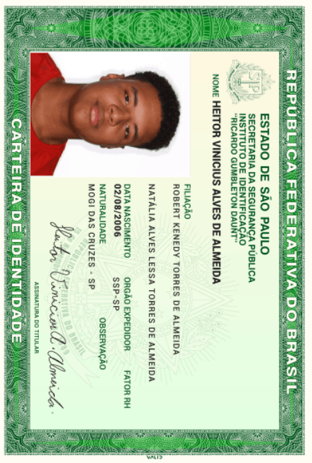 REPÚBLICA FEDERATIVA DO BRASIL
ESTADO DE SÃO PAULO
SECRETARIA DA SEGURANÇA PÚBLICA
INSTITUTO DE IDENTIFICAÇÃO
"RICARDO GUMBLETON DAUNT"
NOME HEITOR VINICIUS ALVES DE ALMEIDA
FILIAÇÃO
ROBERT KENEDY TORRES DE ALMEIDA
NATÁLIA ALVES LESSA TORRES DE ALMEIDA
DATA NASCIMENTO ORGÃO EXPEDIDOR FATOR RH
02/08/2006 SSP-SP
NATURALIDADE OBSERVAÇÃO
MOGI DAS CRUZES - SP
Heitor Vinicius A. Almeida.
ASSINATURA DO TITULAR
CARTEIRA DE IDENTIDADE